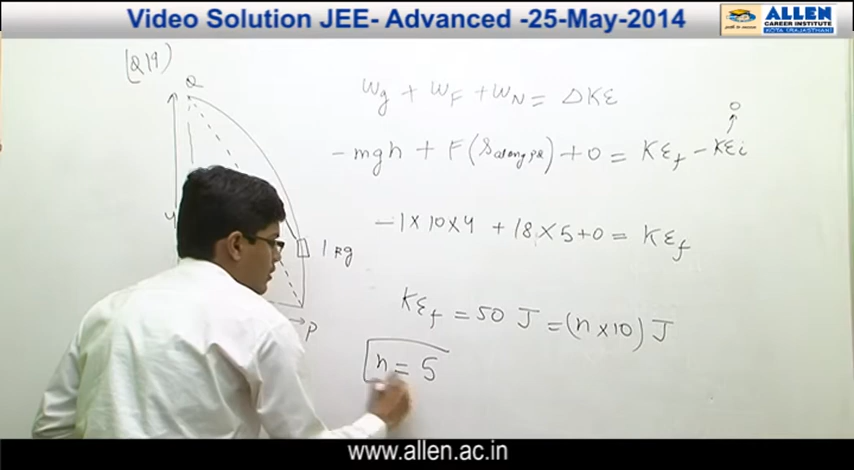 Video Solution JEE- Advanced -25-May-2014
ALLEN
CAREER INSTITUTE
KOTA (RAJASTHAN)
[Q19]
Q
4
1 kg
P
Wg + WF + WN = ΔKE
-mgh + F(Salong PQ) + 0 = KEf - KEi
0
-1×10×4 + 18×5+0 = KEf
KEf = 50 J = (n×10) J
n = 5
www.allen.ac.in